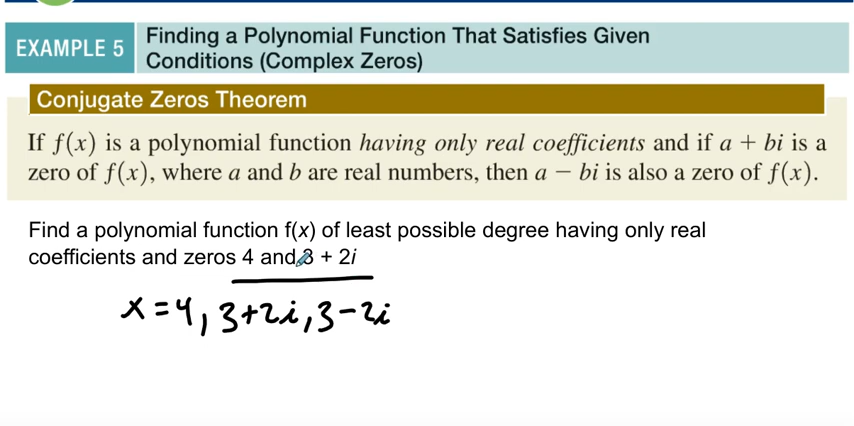 EXAMPLE 5
Finding a Polynomial Function That Satisfies Given
Conditions (Complex Zeros)
Conjugate Zeros Theorem
If f(x) is a polynomial function having only real coefficients and if a + bi is a
zero of f(x), where a and b are real numbers, then a − bi is also a zero of f(x).
Find a polynomial function f(x) of least possible degree having only real
coefficients and zeros 4 and 3 + 2i
x = 4, 3+2i, 3-2i